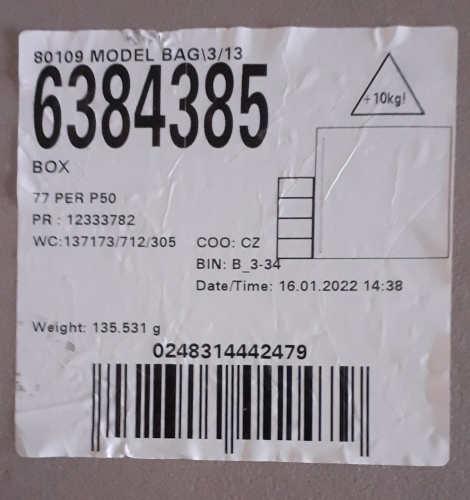 80109 MODEL BAG\3/13
6384385
+10kg!
BOX
77 PER P50
PR : 12333782
WC:137173/712/305 COO: CZ
BIN: B_3-34
Date/Time: 16.01.2022 14:38
Weight: 135.531 g
0248314442479